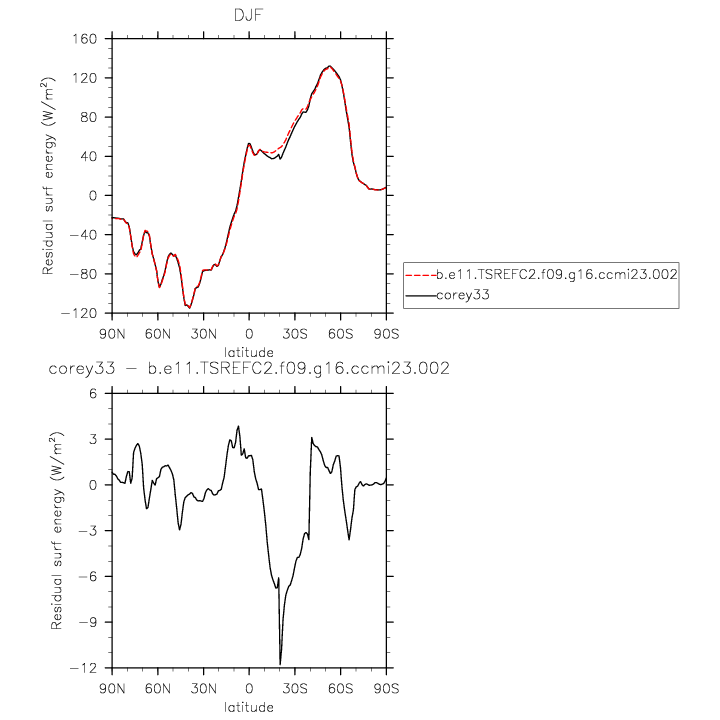 DJF
Residual surf energy (W/m²)
160
120
80
40
0
−40
−80
−120
90N 60N 30N 0 30S 60S 90S
latitude
b.e11.TSREFC2.f09.g16.ccmi23.002
corey33
corey33 − b.e11.TSREFC2.f09.g16.ccmi23.002
Residual surf energy (W/m²)
6
3
0
−3
−6
−9
−12
90N 60N 30N 0 30S 60S 90S
latitude